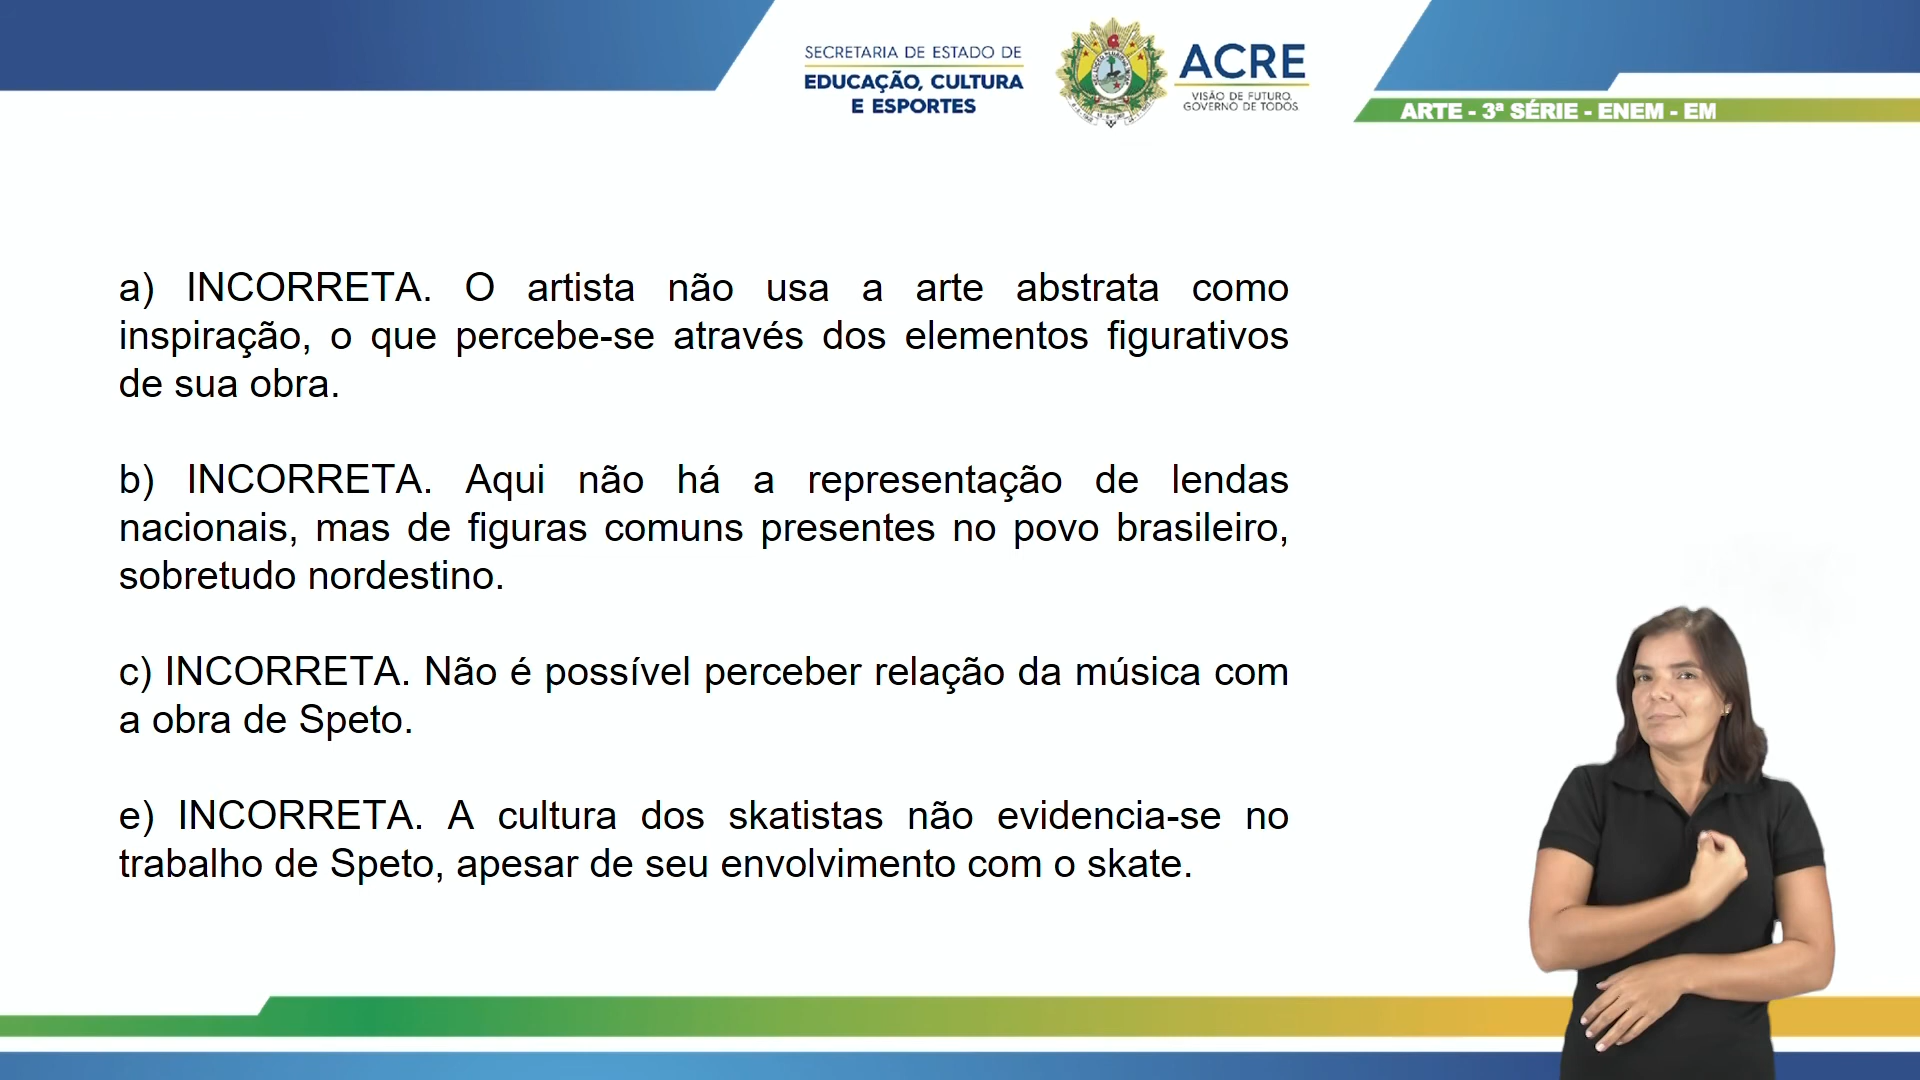 SECRETARIA DE ESTADO DE
EDUCAÇÃO, CULTURA
E ESPORTES
ACRE
VISÃO DE FUTURO.
GOVERNO DE TODOS.
ARTE - 3ª SÉRIE - ENEM - EM
a) INCORRETA. O artista não usa a arte abstrata como
inspiração, o que percebe-se através dos elementos figurativos
de sua obra.
b) INCORRETA. Aqui não há a representação de lendas
nacionais, mas de figuras comuns presentes no povo brasileiro,
sobretudo nordestino.
c) INCORRETA. Não é possível perceber relação da música com
a obra de Speto.
e) INCORRETA. A cultura dos skatistas não evidencia-se no
trabalho de Speto, apesar de seu envolvimento com o skate.